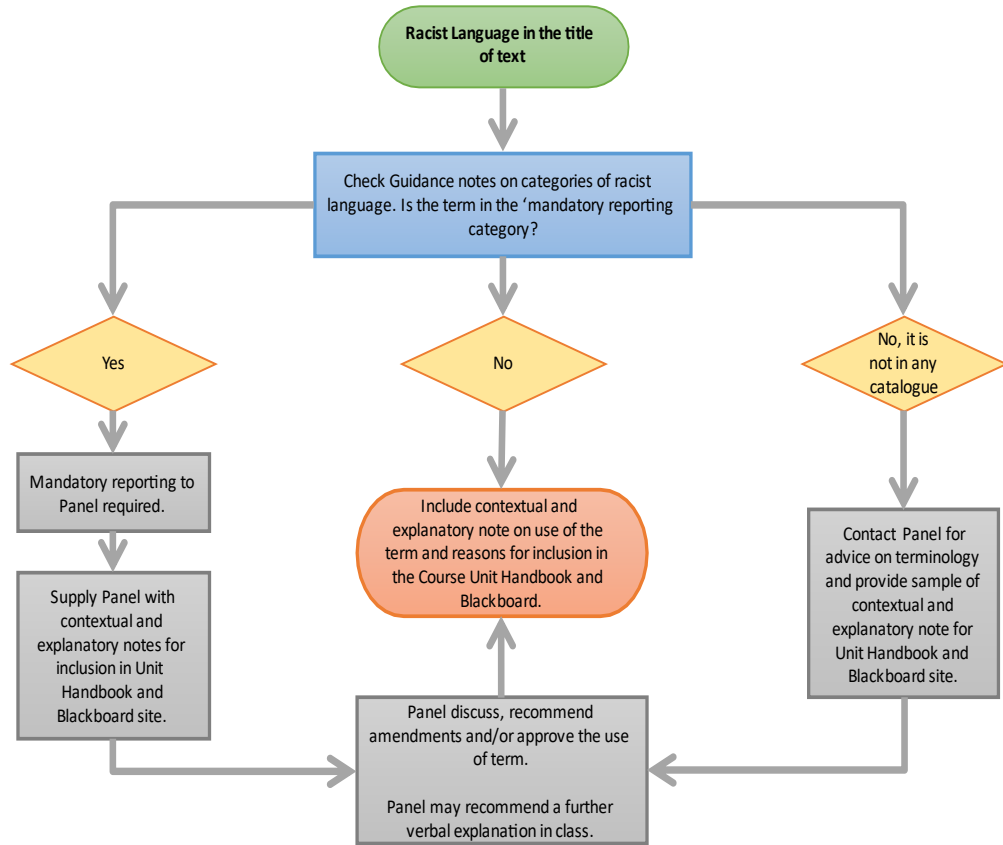 Racist Language in the title
of text
Check Guidance notes on categories of racist
language. Is the term in the ‘mandatory reporting
category?
Yes
No
No, it is
not in any
catalogue
Mandatory reporting to
Panel required.
Include contextual and
explanatory note on use of the
term and reasons for inclusion in
the Course Unit Handbook and
Blackboard.
Contact Panel for
advice on terminology
and provide sample of
contextual and
explanatory note for
Unit Handbook and
Blackboard site.
Supply Panel with
contextual and
explanatory notes for
inclusion in Unit
Handbook and
Blackboard site.
Panel discuss, recommend
amendments and/or approve the use
of term.
Panel may recommend a further
verbal explanation in class.